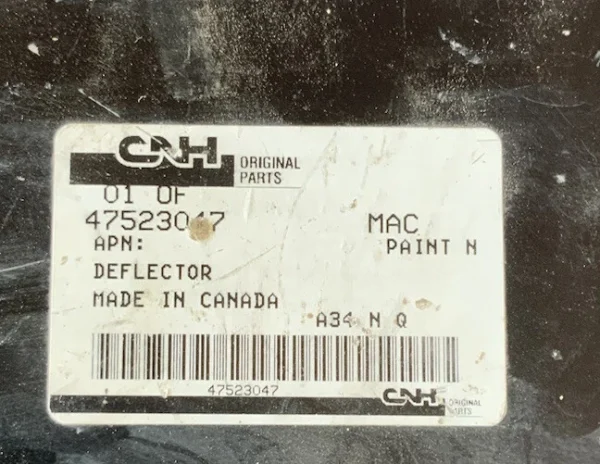 CNH ORIGINAL
PARTS
01 OF
47523047 MAC
APN: PAINT N
DEFLECTOR
MADE IN CANADA
A34 N Q
47523047
CNH ORIGINAL
PARTS